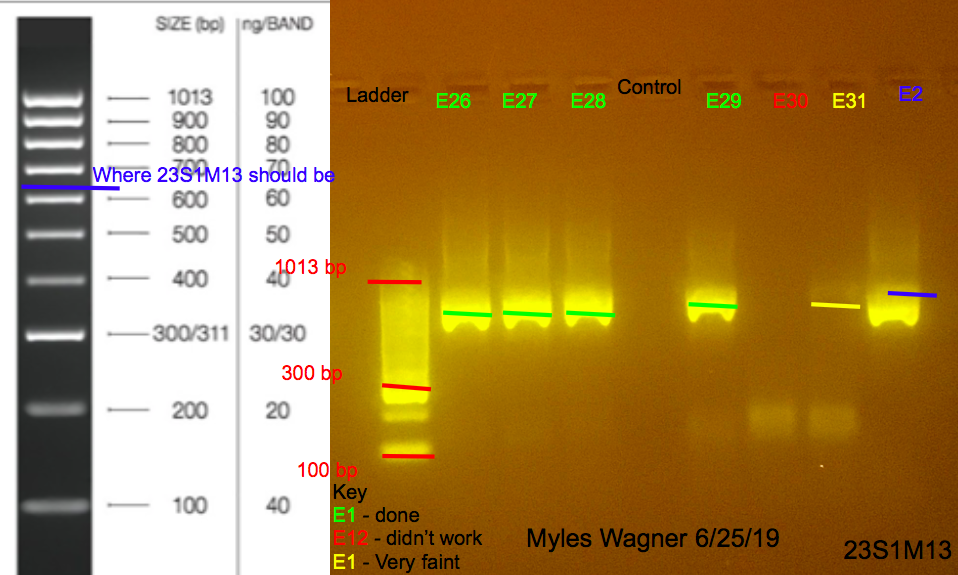 SIZE (bp) ng/BAND
1013 100
900 90
800 80
700 70
Where 23S1M13 should be
600 60
500 50
400 40
300/311 30/30
200 20
100 40
Ladder E26 E27 E28 Control E29 E30 E31 E2
1013 bp
300 bp
100 bp
Key
E1 - done
E12 - didn't work
E1 - Very faint
Myles Wagner 6/25/19
23S1M13